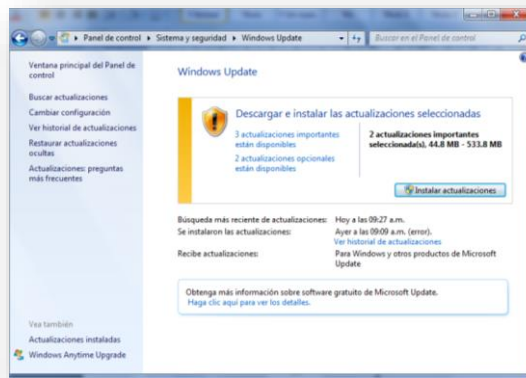 Panel de control
Sistema y seguridad
Windows Update
Buscar en el Panel de control
Ventana principal del Panel de
control
Buscar actualizaciones
Cambiar configuración
Ver historial de actualizaciones
Restaurar actualizaciones
ocultas
Actualizaciones: preguntas
más frecuentes
Windows Update
Descargar e instalar las actualizaciones seleccionadas
3 actualizaciones importantes
están disponibles
2 actualizaciones opcionales
están disponibles
2 actualizaciones importantes
seleccionada(s), 44.8 MB - 533.8 MB
Instalar actualizaciones
Búsqueda más reciente de actualizaciones: Hoy a las 09:27 a.m.
Se instalaron las actualizaciones: Ayer a las 09:09 a.m. (error).
Ver historial de actualizaciones
Recibe actualizaciones: Para Windows y otros productos de Microsoft
Update
Obtenga más información sobre software gratuito de Microsoft Update.
Haga clic aquí para ver los detalles.
Vea también
Actualizaciones instaladas
Windows Anytime Upgrade